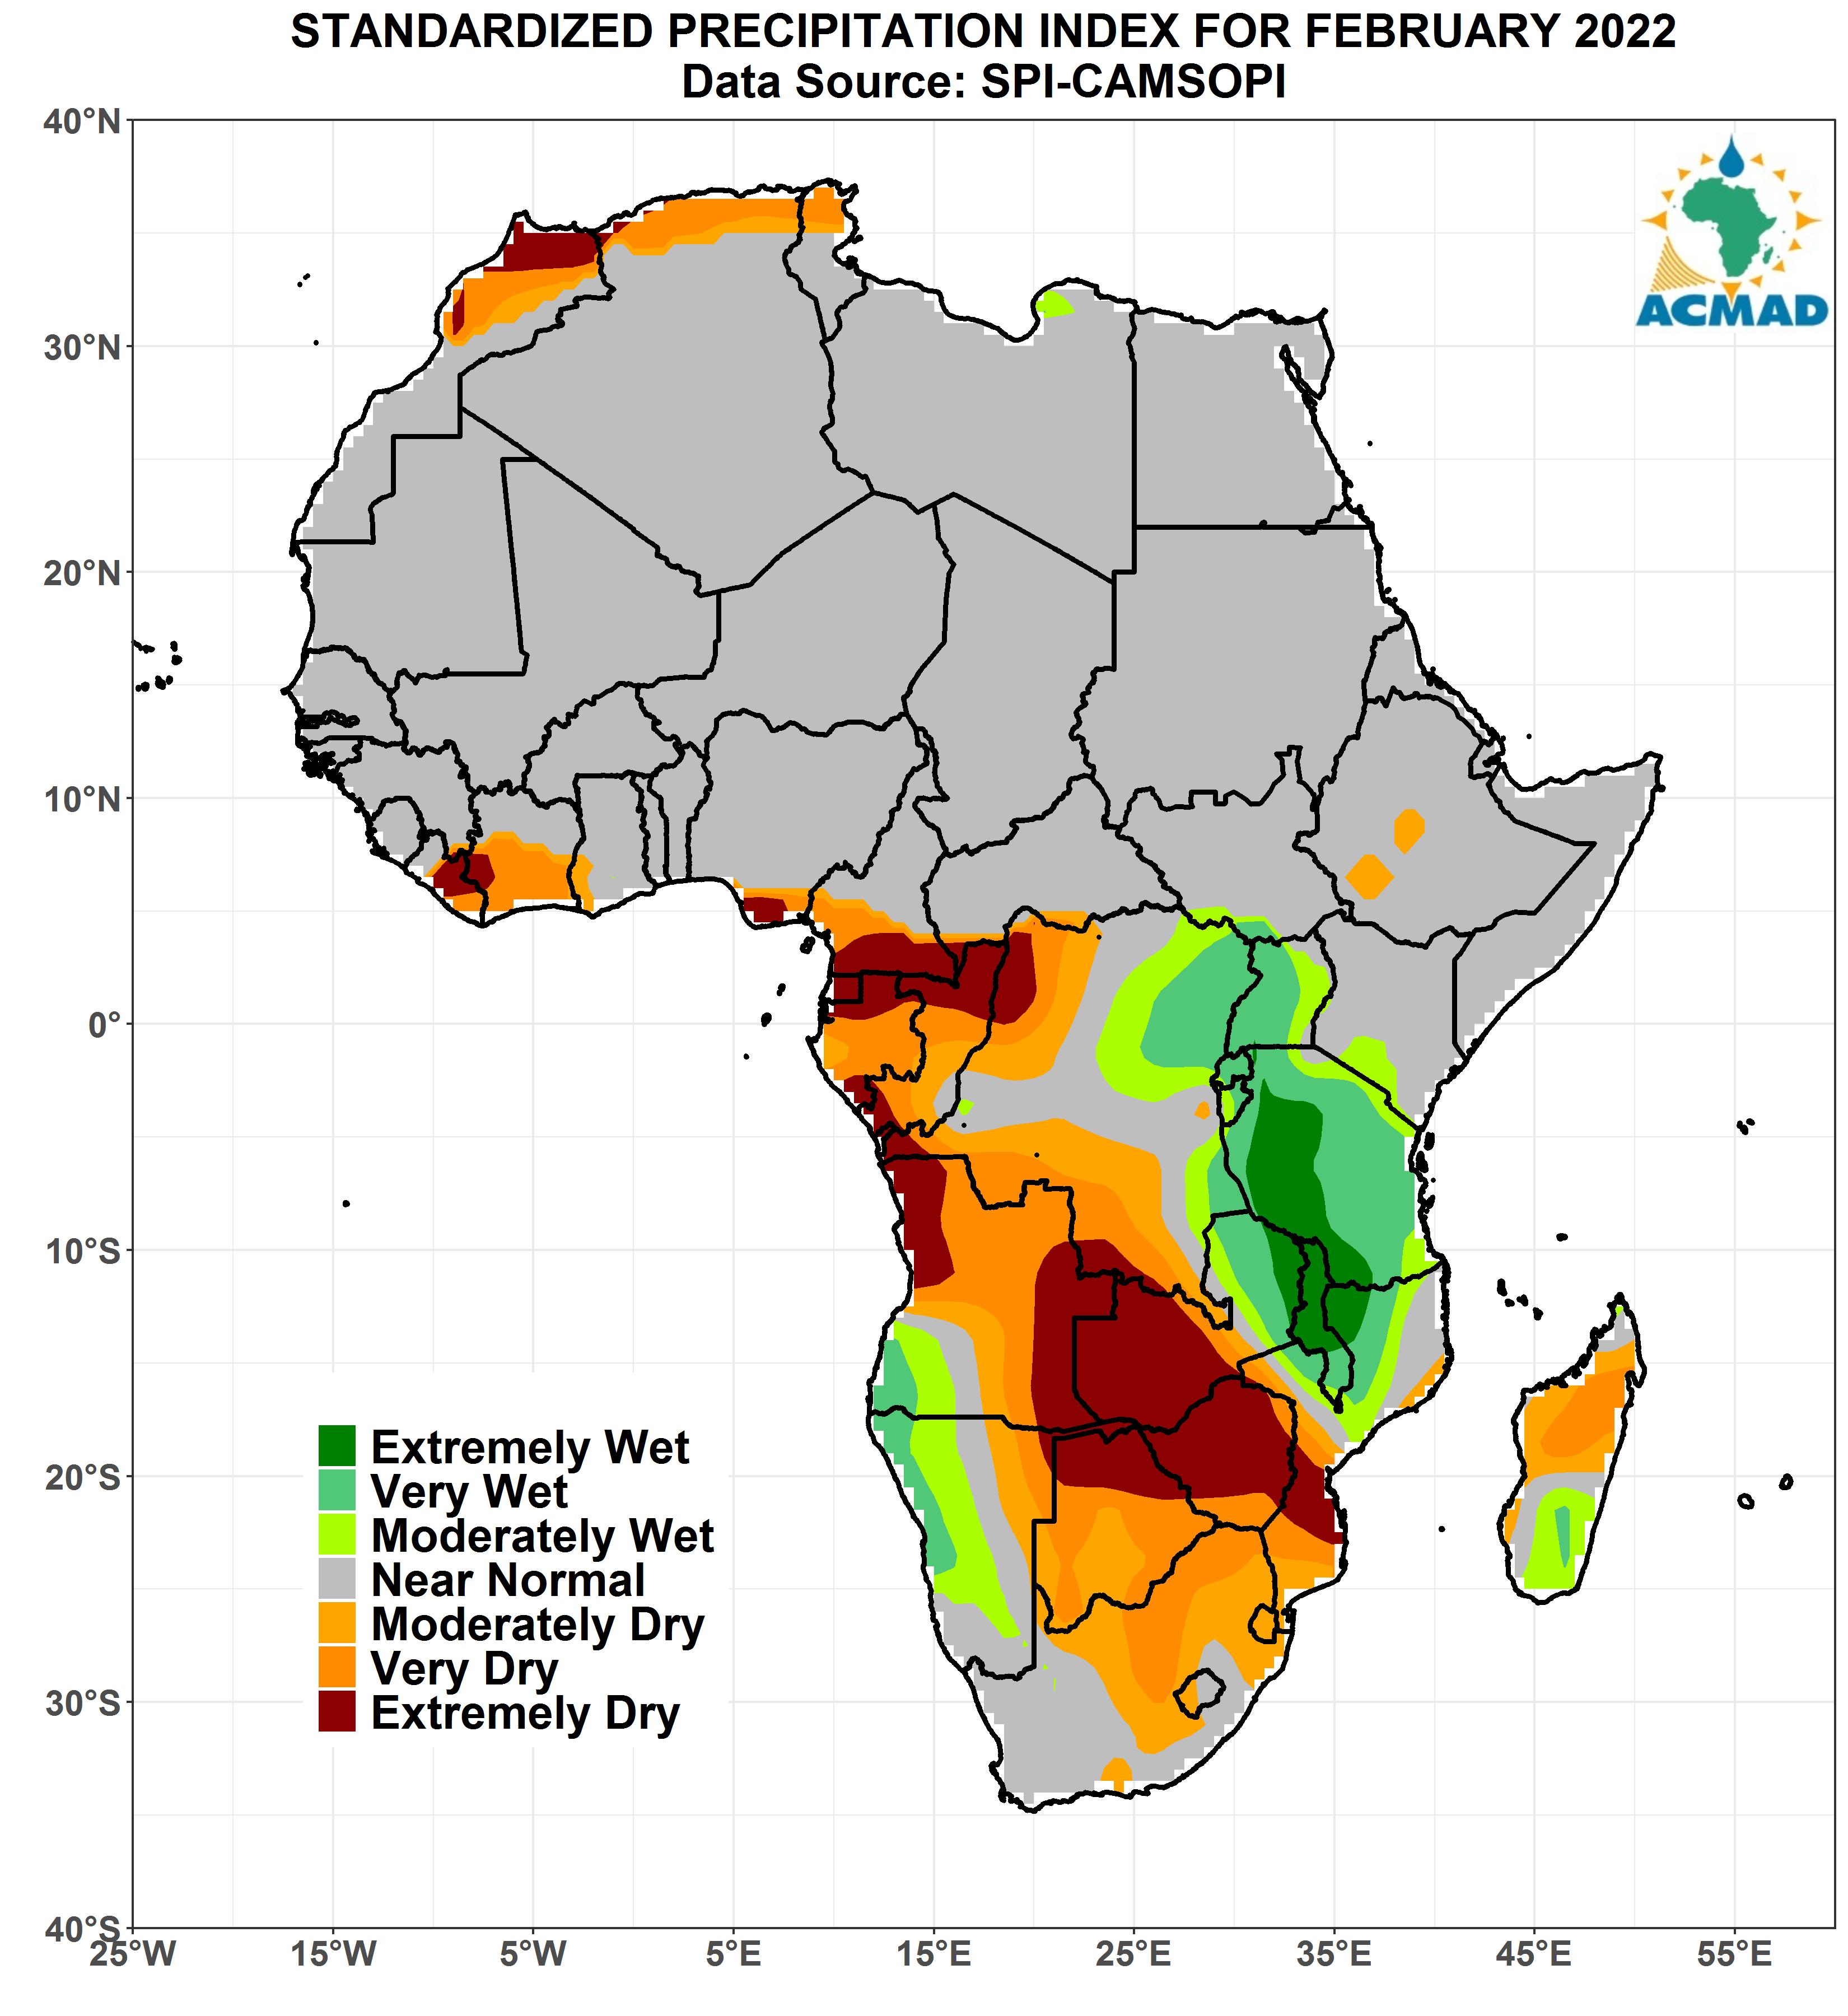 STANDARDIZED PRECIPITATION INDEX FOR FEBRUARY 2022
Data Source: SPI-CAMSOPI
ACMAD
40°N
30°N
20°N
10°N
0°
10°S
20°S
30°S
40°S
Extremely Wet
Very Wet
Moderately Wet
Near Normal
Moderately Dry
Very Dry
Extremely Dry
25°W 15°W 5°W 5°E 15°E 25°E 35°E 45°E 55°E